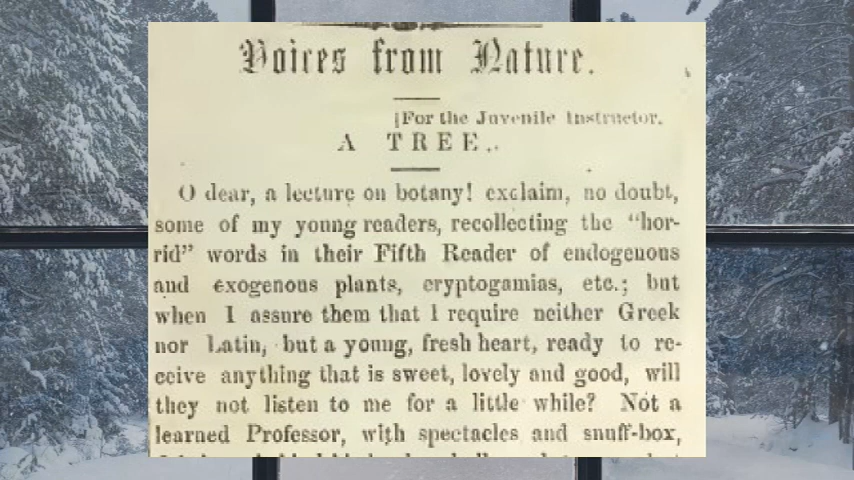 Voices from Nature.
[For the Juvenile Instructor.
A TREE.
O dear, a lecture on botany! exclaim, no doubt,
some of my young readers, recollecting the “hor-
rid” words in their Fifth Reader of endogenous
and exogenous plants, cryptogamias, etc.; but
when I assure them that I require neither Greek
nor Latin, but a young, fresh heart, ready to re-
ceive anything that is sweet, lovely and good, will
they not listen to me for a little while? Not a
learned Professor, with spectacles and snuff-box,